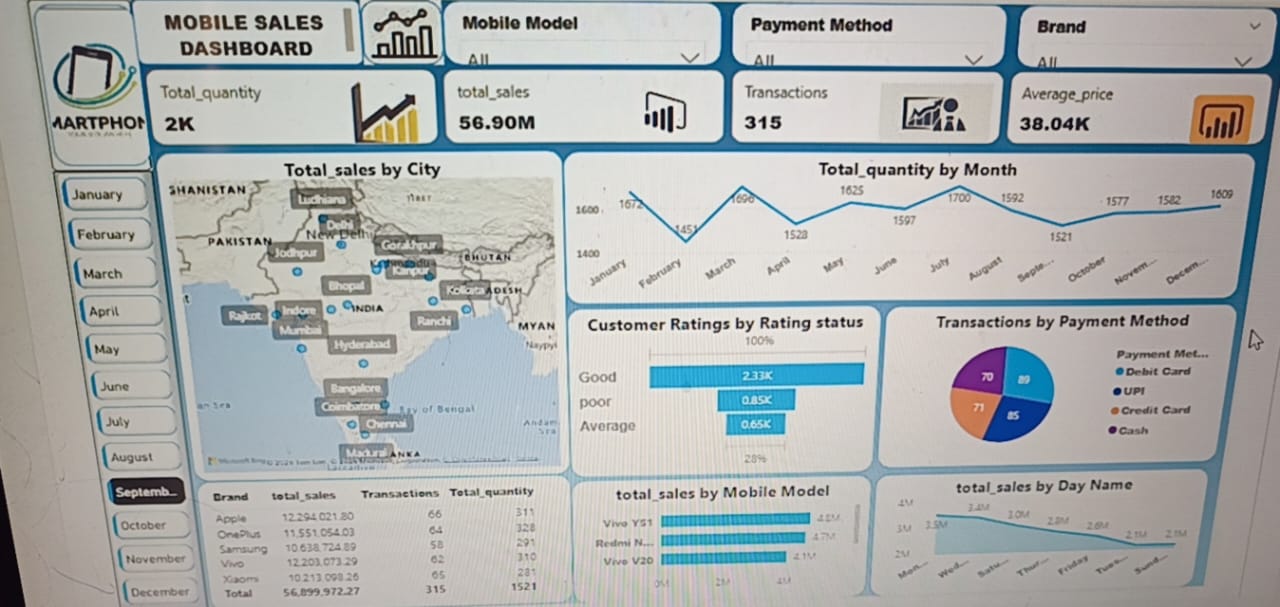 MOBILE SALES
DASHBOARD
Mobile Model
All
Payment Method
All
Brand
All
MARTPHON
Total_quantity
2K
total_sales
56.90M
Transactions
315
Average_price
38.04K
January
February
March
April
May
June
July
August
Septemb...
October
November
December
Total_sales by City
SHANISTAN
Ludhiana
Delhi
New Delhi
PAKISTAN
Jodhpur
Gorakhpur
Kanpur
BHUTAN
Bhopal
Kolkata
ADESH
Rajkot
Indore
INDIA
Mumbai
Ranchi
MYAN
Naypyi
Hyderabad
Bangalore
Coimbatore
Bay of Bengal
an Sea
Chennai
Andam
Sea
Madurai
ANKA
Total_quantity by Month
1600
1400
1672
1451
1696
1528
1625
1597
1700
1592
1521
1577
1582
1609
January
February
March
April
May
June
July
August
Septe...
October
Novem...
Decem...
Customer Ratings by Rating status
100%
Good
2.33K
poor
0.85K
Average
0.65K
28%
Transactions by Payment Method
70
89
71
85
Payment Met...
Debit Card
UPI
Credit Card
Cash
Brand total_sales Transactions Total_quantity
Apple 12,294,021.80 66 311
OnePlus 11,551,054.03 64 328
Samsung 10,638,724.89 58 291
Vivo 12,203,073.29 62 310
Xiaomi 10,213,098.26 65 281
Total 56,899,972.27 315 1521
total_sales by Mobile Model
Vivo Y51
4.8M
Redmi N...
4.7M
Vivo V20
4.1M
0M 2M 4M
total_sales by Day Name
4M
3M
2M
3.5M
3.4M
3.0M
2.8M
2.6M
2.1M
2.1M
Mon...
Wed...
Satu...
Thur...
Friday
Tues...
Sund...